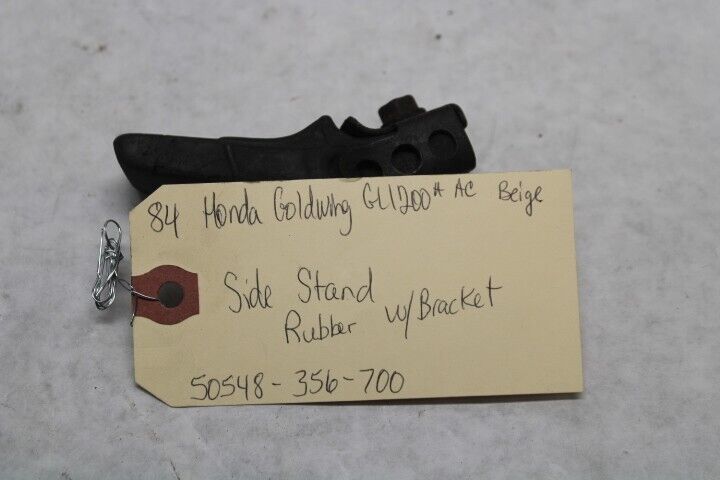 84 Honda Goldwing GL1200A AC Beige
Side Stand
Rubber w/Bracket
50548-356-700